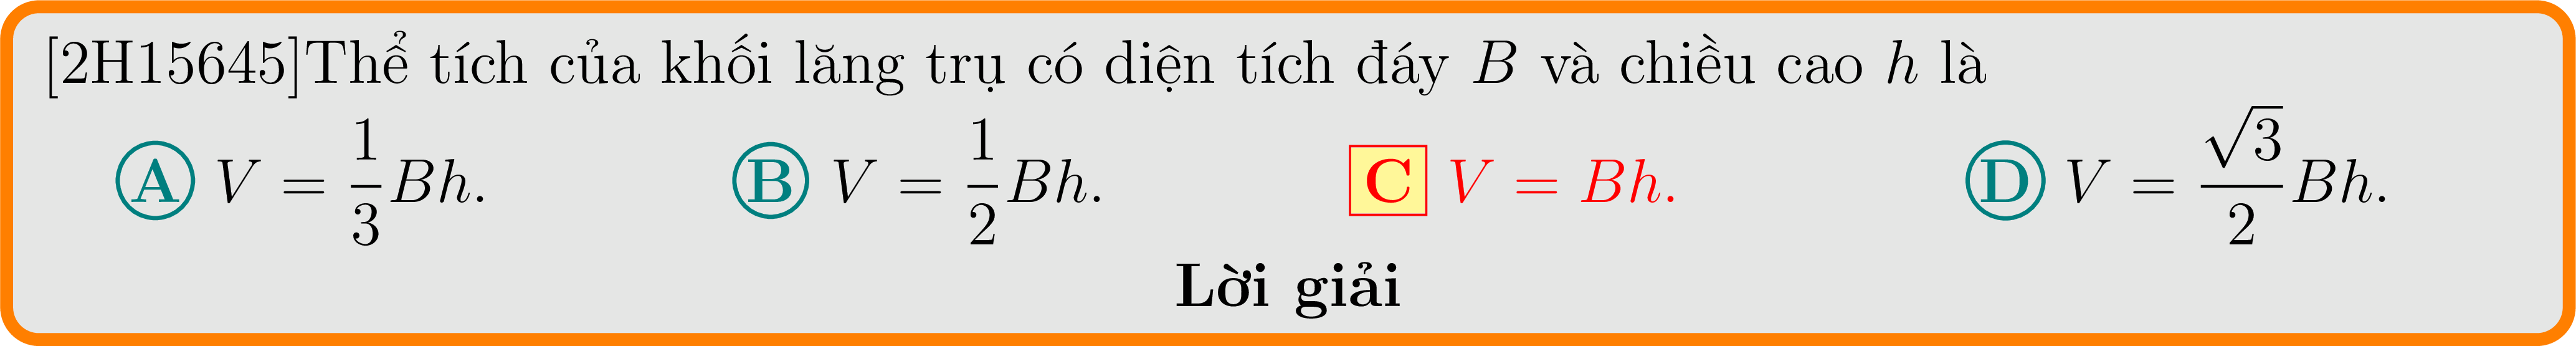 [2H15645]Thể tích của khối lăng trụ có diện tích đáy B và chiều cao h là
A V = \frac{1}{3}Bh. B V = \frac{1}{2}Bh. C V = Bh. D V = \frac{\sqrt{3}}{2}Bh.
Lời giải